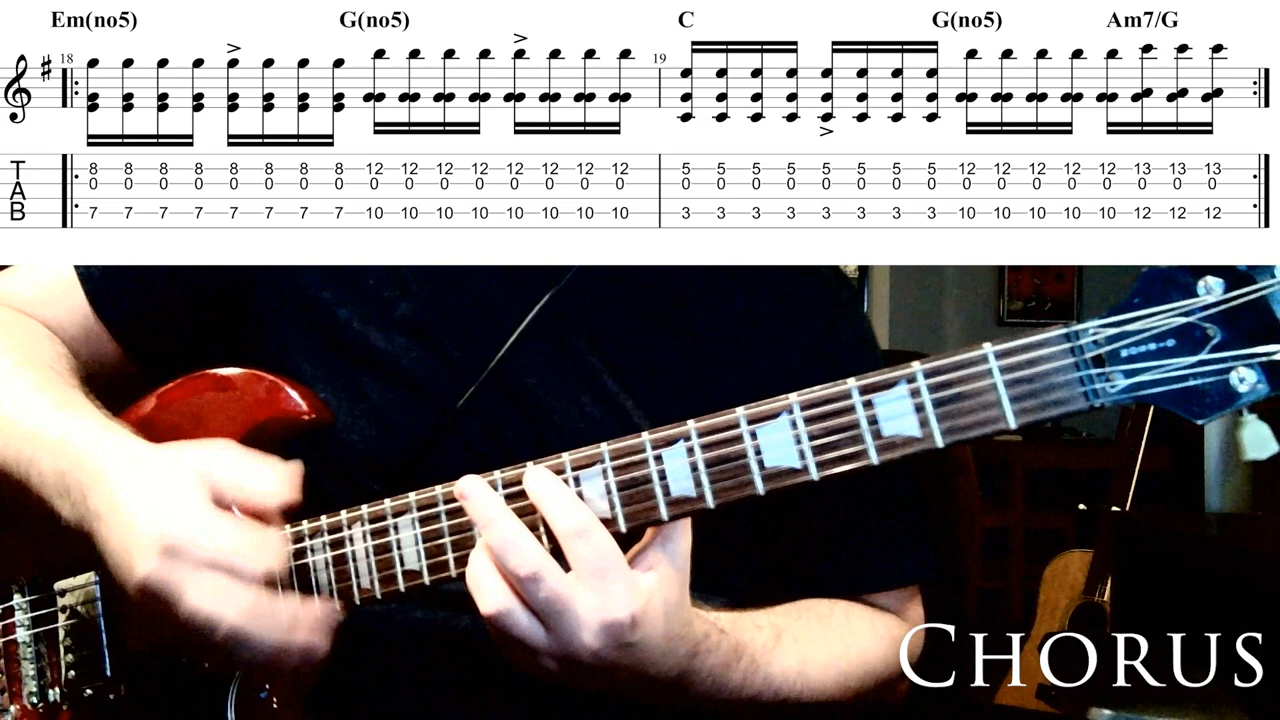 Em(no5) G(no5) C G(no5) Am7/G
18 19
T 8 8 8 8 8 8 8 8 12 12 12 12 12 12 12 12 5 5 5 5 5 5 5 5 12 12 12 12 12 13 13 13
A 0 0 0 0 0 0 0 0 0 0 0 0 0 0 0 0 0 0 0 0 0 0 0 0 0 0 0 0 0 0 0 0
B 7 7 7 7 7 7 7 7 10 10 10 10 10 10 10 10 3 3 3 3 3 3 3 3 10 10 10 10 10 12 12 12
CHORUS